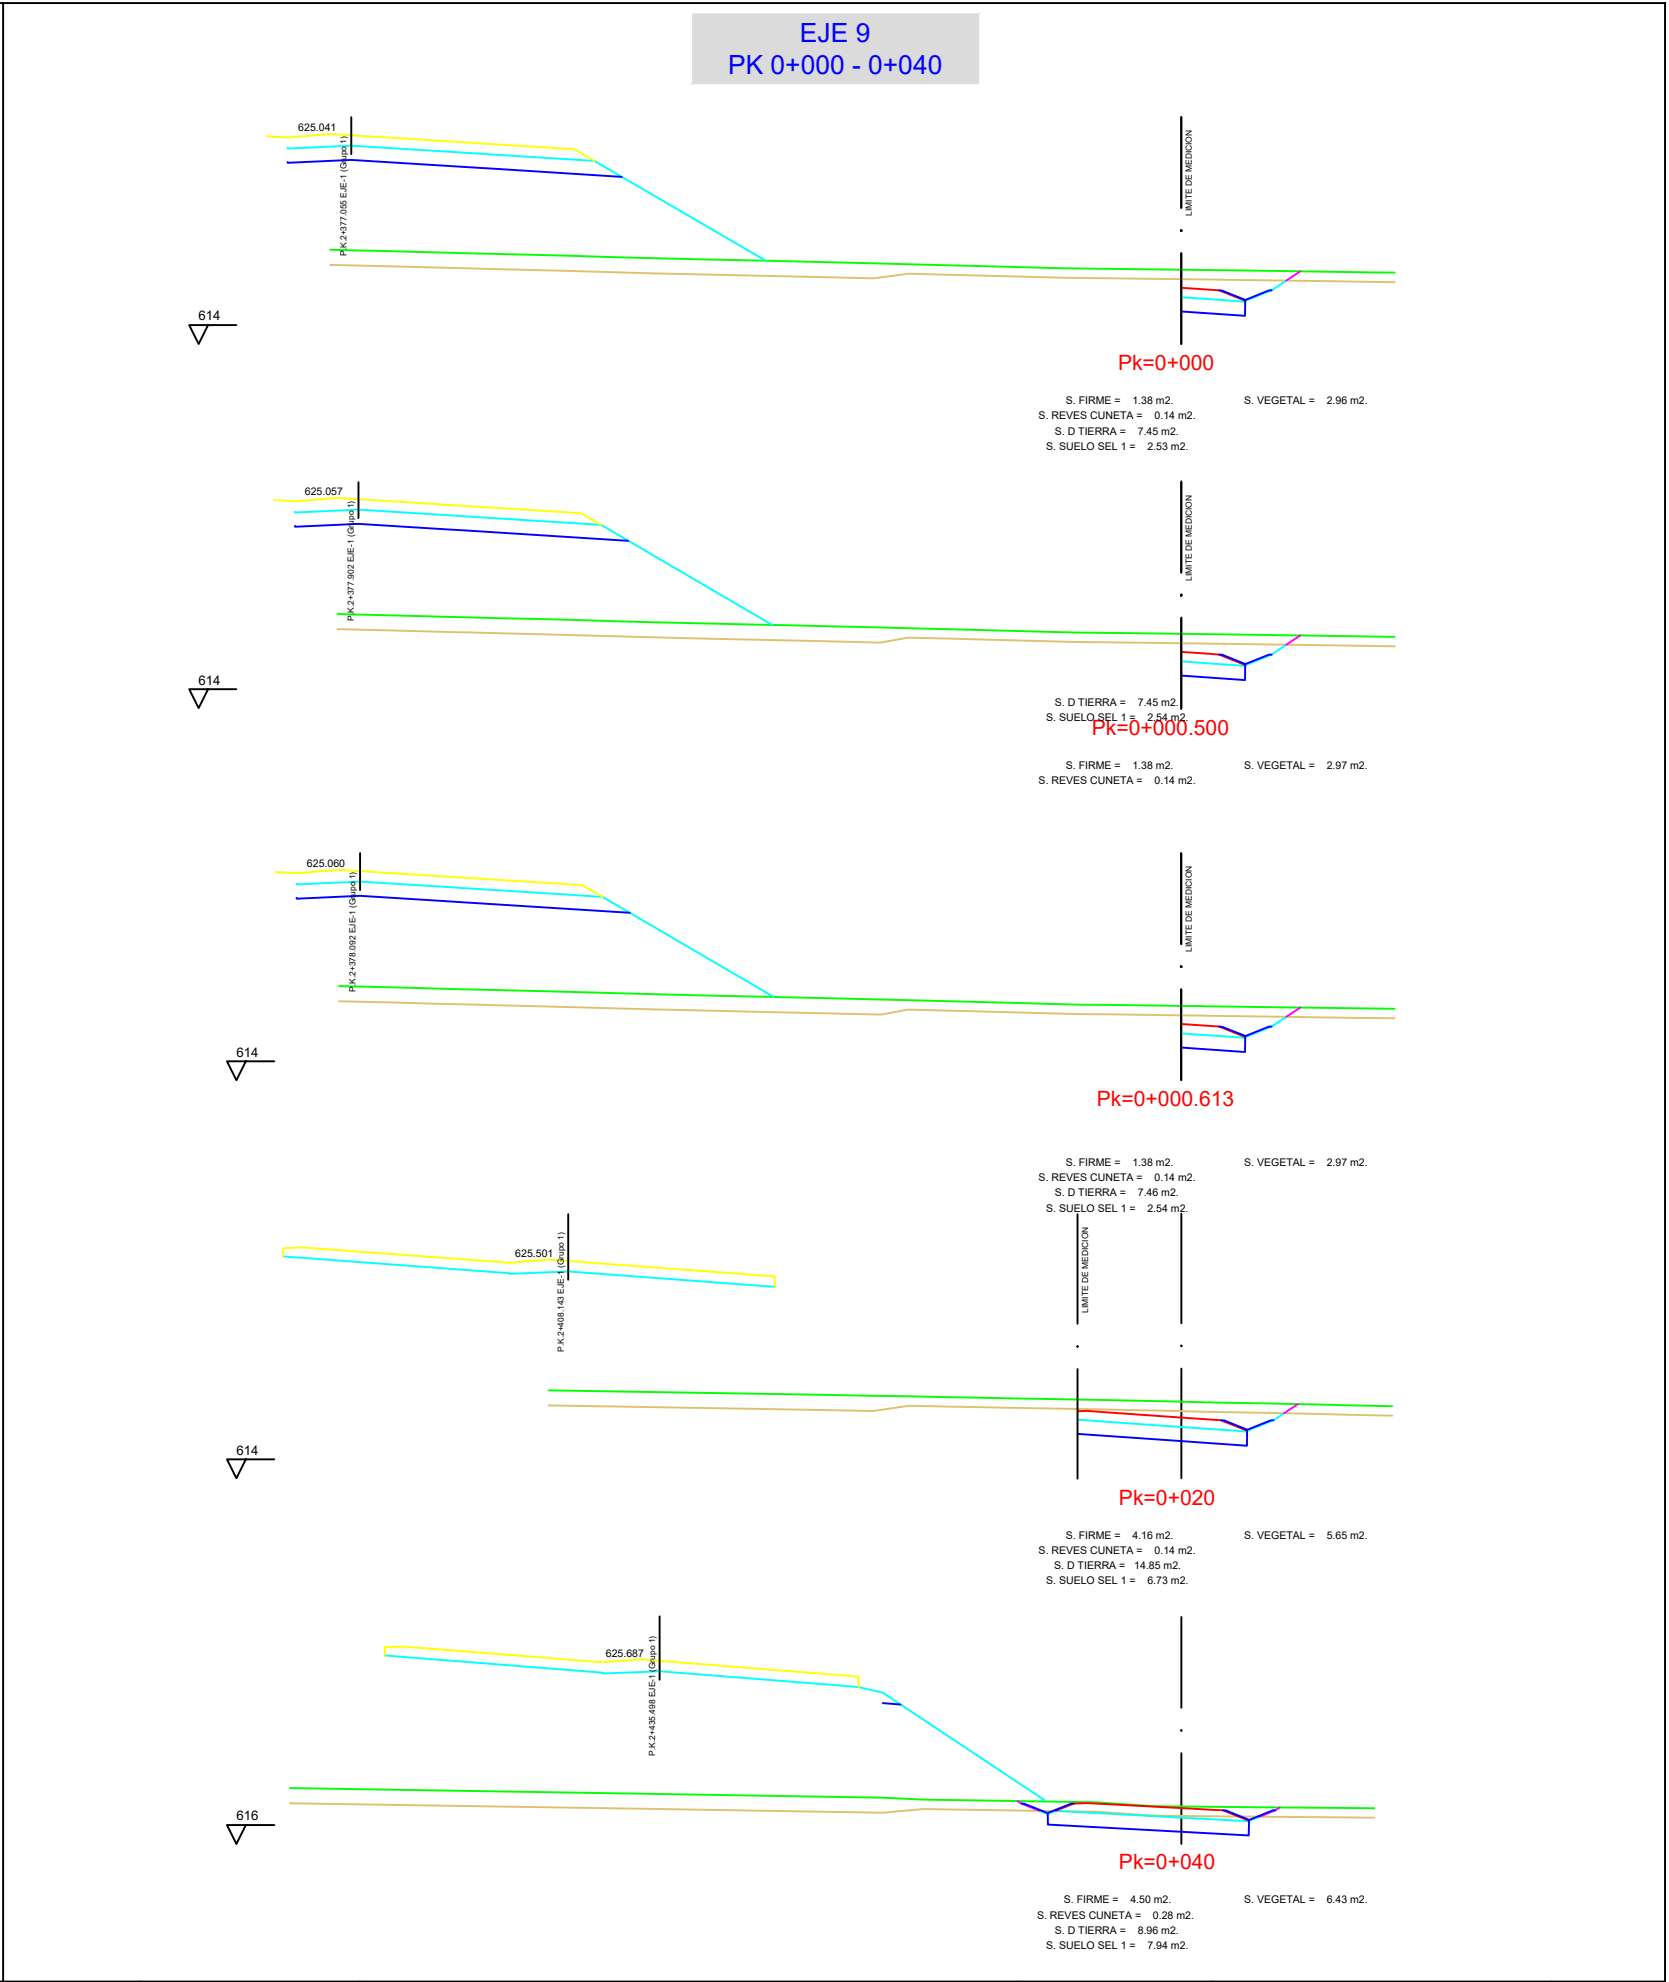 EJE 9
PK 0+000 - 0+040
625.041
P.K.2+377.055 EJE-1 (Grupo 1)
LIMITE DE MEDICION
614
Pk=0+000
S. FIRME = 1.38 m2. S. VEGETAL = 2.96 m2.
S. REVES CUNETA = 0.14 m2.
S. D TIERRA = 7.45 m2.
S. SUELO SEL 1 = 2.53 m2.
625.057
P.K.2+377.902 EJE-1 (Grupo 1)
LIMITE DE MEDICION
614
S. D TIERRA = 7.45 m2.
S. SUELO SEL 1 = 2.54 m2.
Pk=0+000.500
S. FIRME = 1.38 m2. S. VEGETAL = 2.97 m2.
S. REVES CUNETA = 0.14 m2.
625.060
P.K.2+378.092 EJE-1 (Grupo 1)
LIMITE DE MEDICION
614
Pk=0+000.613
S. FIRME = 1.38 m2. S. VEGETAL = 2.97 m2.
S. REVES CUNETA = 0.14 m2.
S. D TIERRA = 7.46 m2.
S. SUELO SEL 1 = 2.54 m2.
625.501
P.K.2+408.143 EJE-1 (Grupo 1)
LIMITE DE MEDICION
614
Pk=0+020
S. FIRME = 4.16 m2. S. VEGETAL = 5.65 m2.
S. REVES CUNETA = 0.14 m2.
S. D TIERRA = 14.85 m2.
S. SUELO SEL 1 = 6.73 m2.
625.687
P.K.2+435.498 EJE-1 (Grupo 1)
616
Pk=0+040
S. FIRME = 4.50 m2. S. VEGETAL = 6.43 m2.
S. REVES CUNETA = 0.28 m2.
S. D TIERRA = 8.96 m2.
S. SUELO SEL 1 = 7.94 m2.